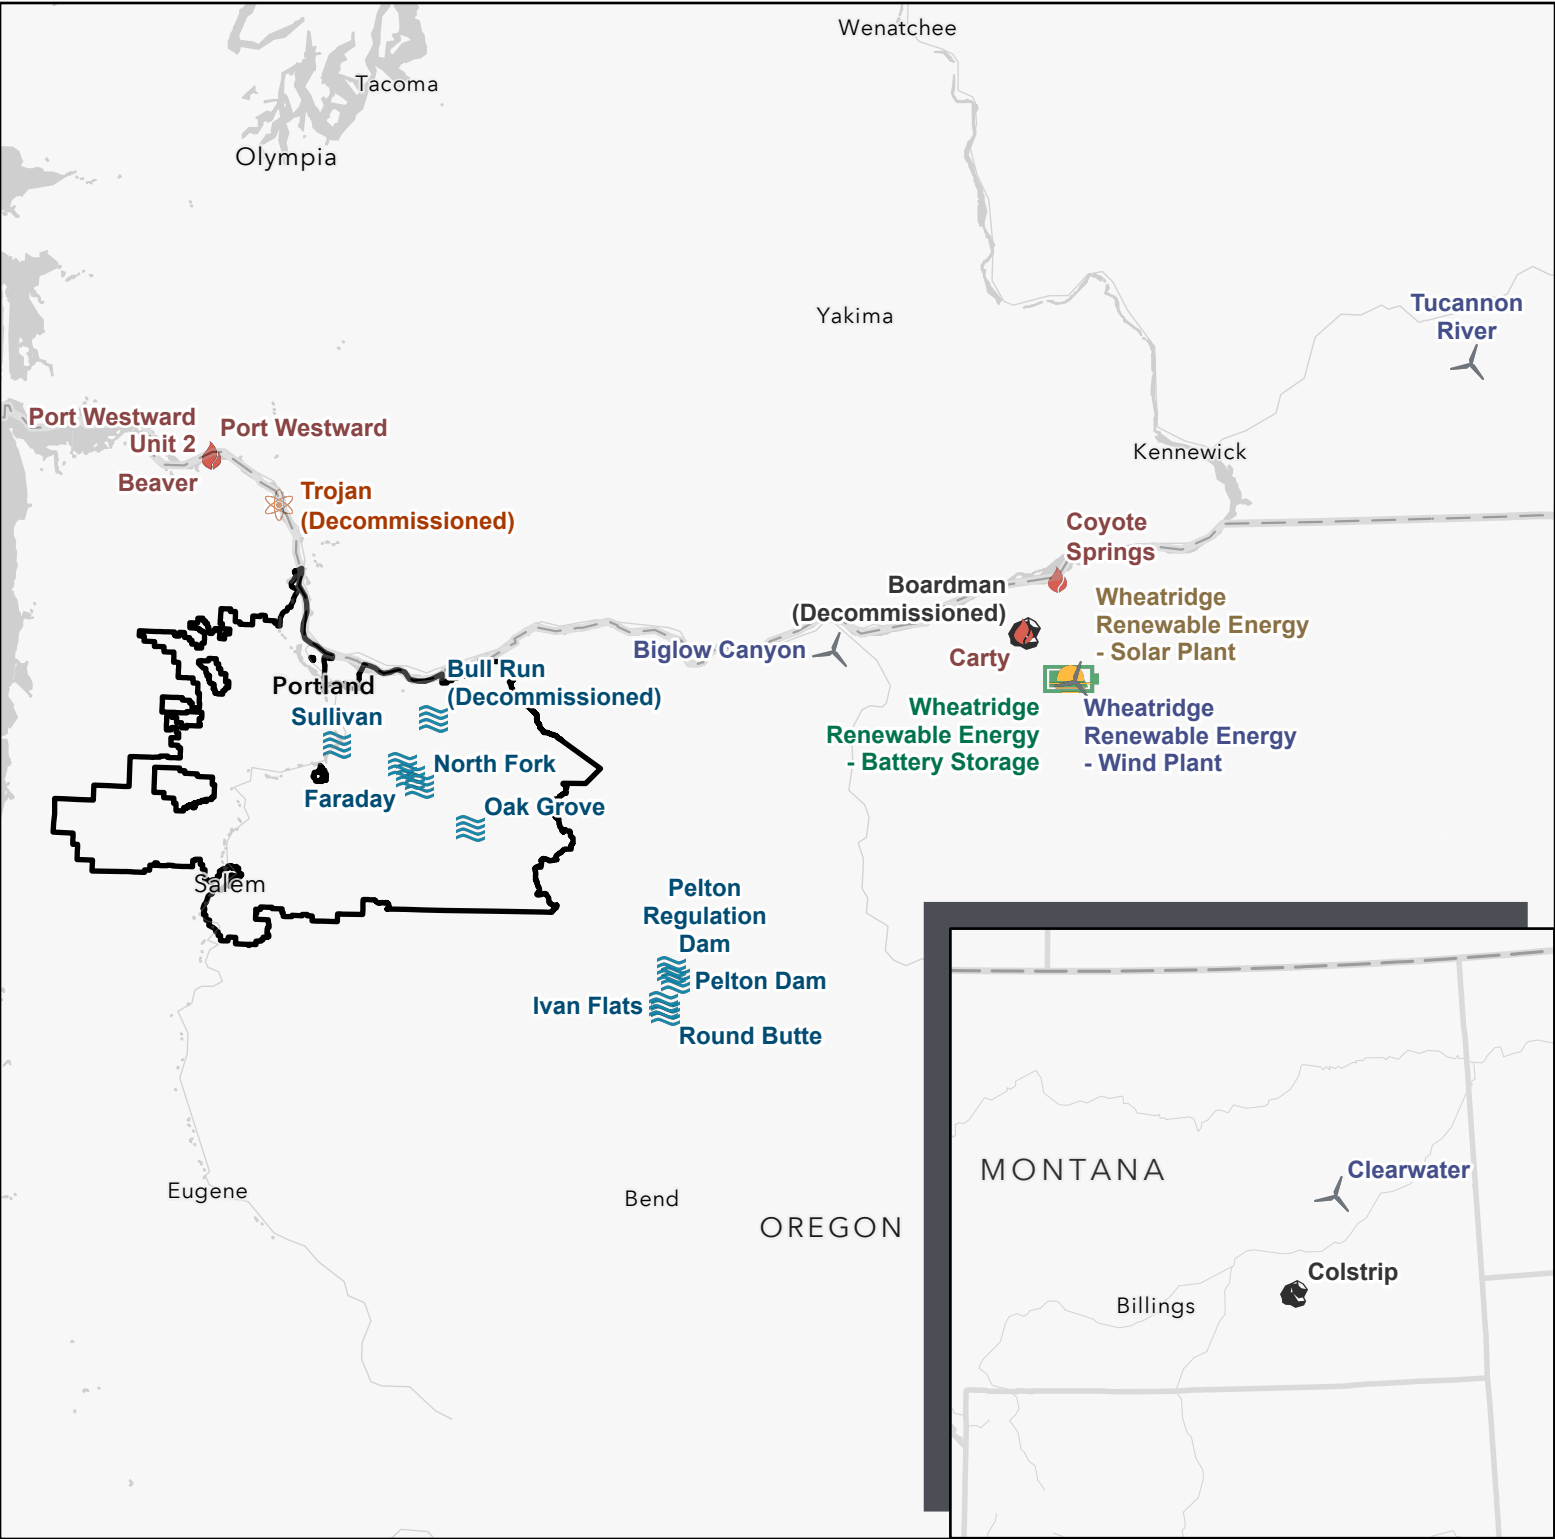 Wenatchee
Tacoma
Olympia
Yakima
Tucannon
River
Port Westward
Unit 2
Port Westward
Beaver
Kennewick
Trojan
(Decommissioned)
Coyote
Springs
Boardman
(Decommissioned)
Wheatridge
Renewable Energy
- Solar Plant
Biglow Canyon
Carty
Bull Run
(Decommissioned)
Portland
Sullivan
Wheatridge
Renewable Energy
- Battery Storage
Wheatridge
Renewable Energy
- Wind Plant
North Fork
Faraday
Oak Grove
Salem
Pelton
Regulation
Dam
Pelton Dam
Ivan Flats
Round Butte
Eugene
Bend
OREGON
MONTANA
Clearwater
Colstrip
Billings